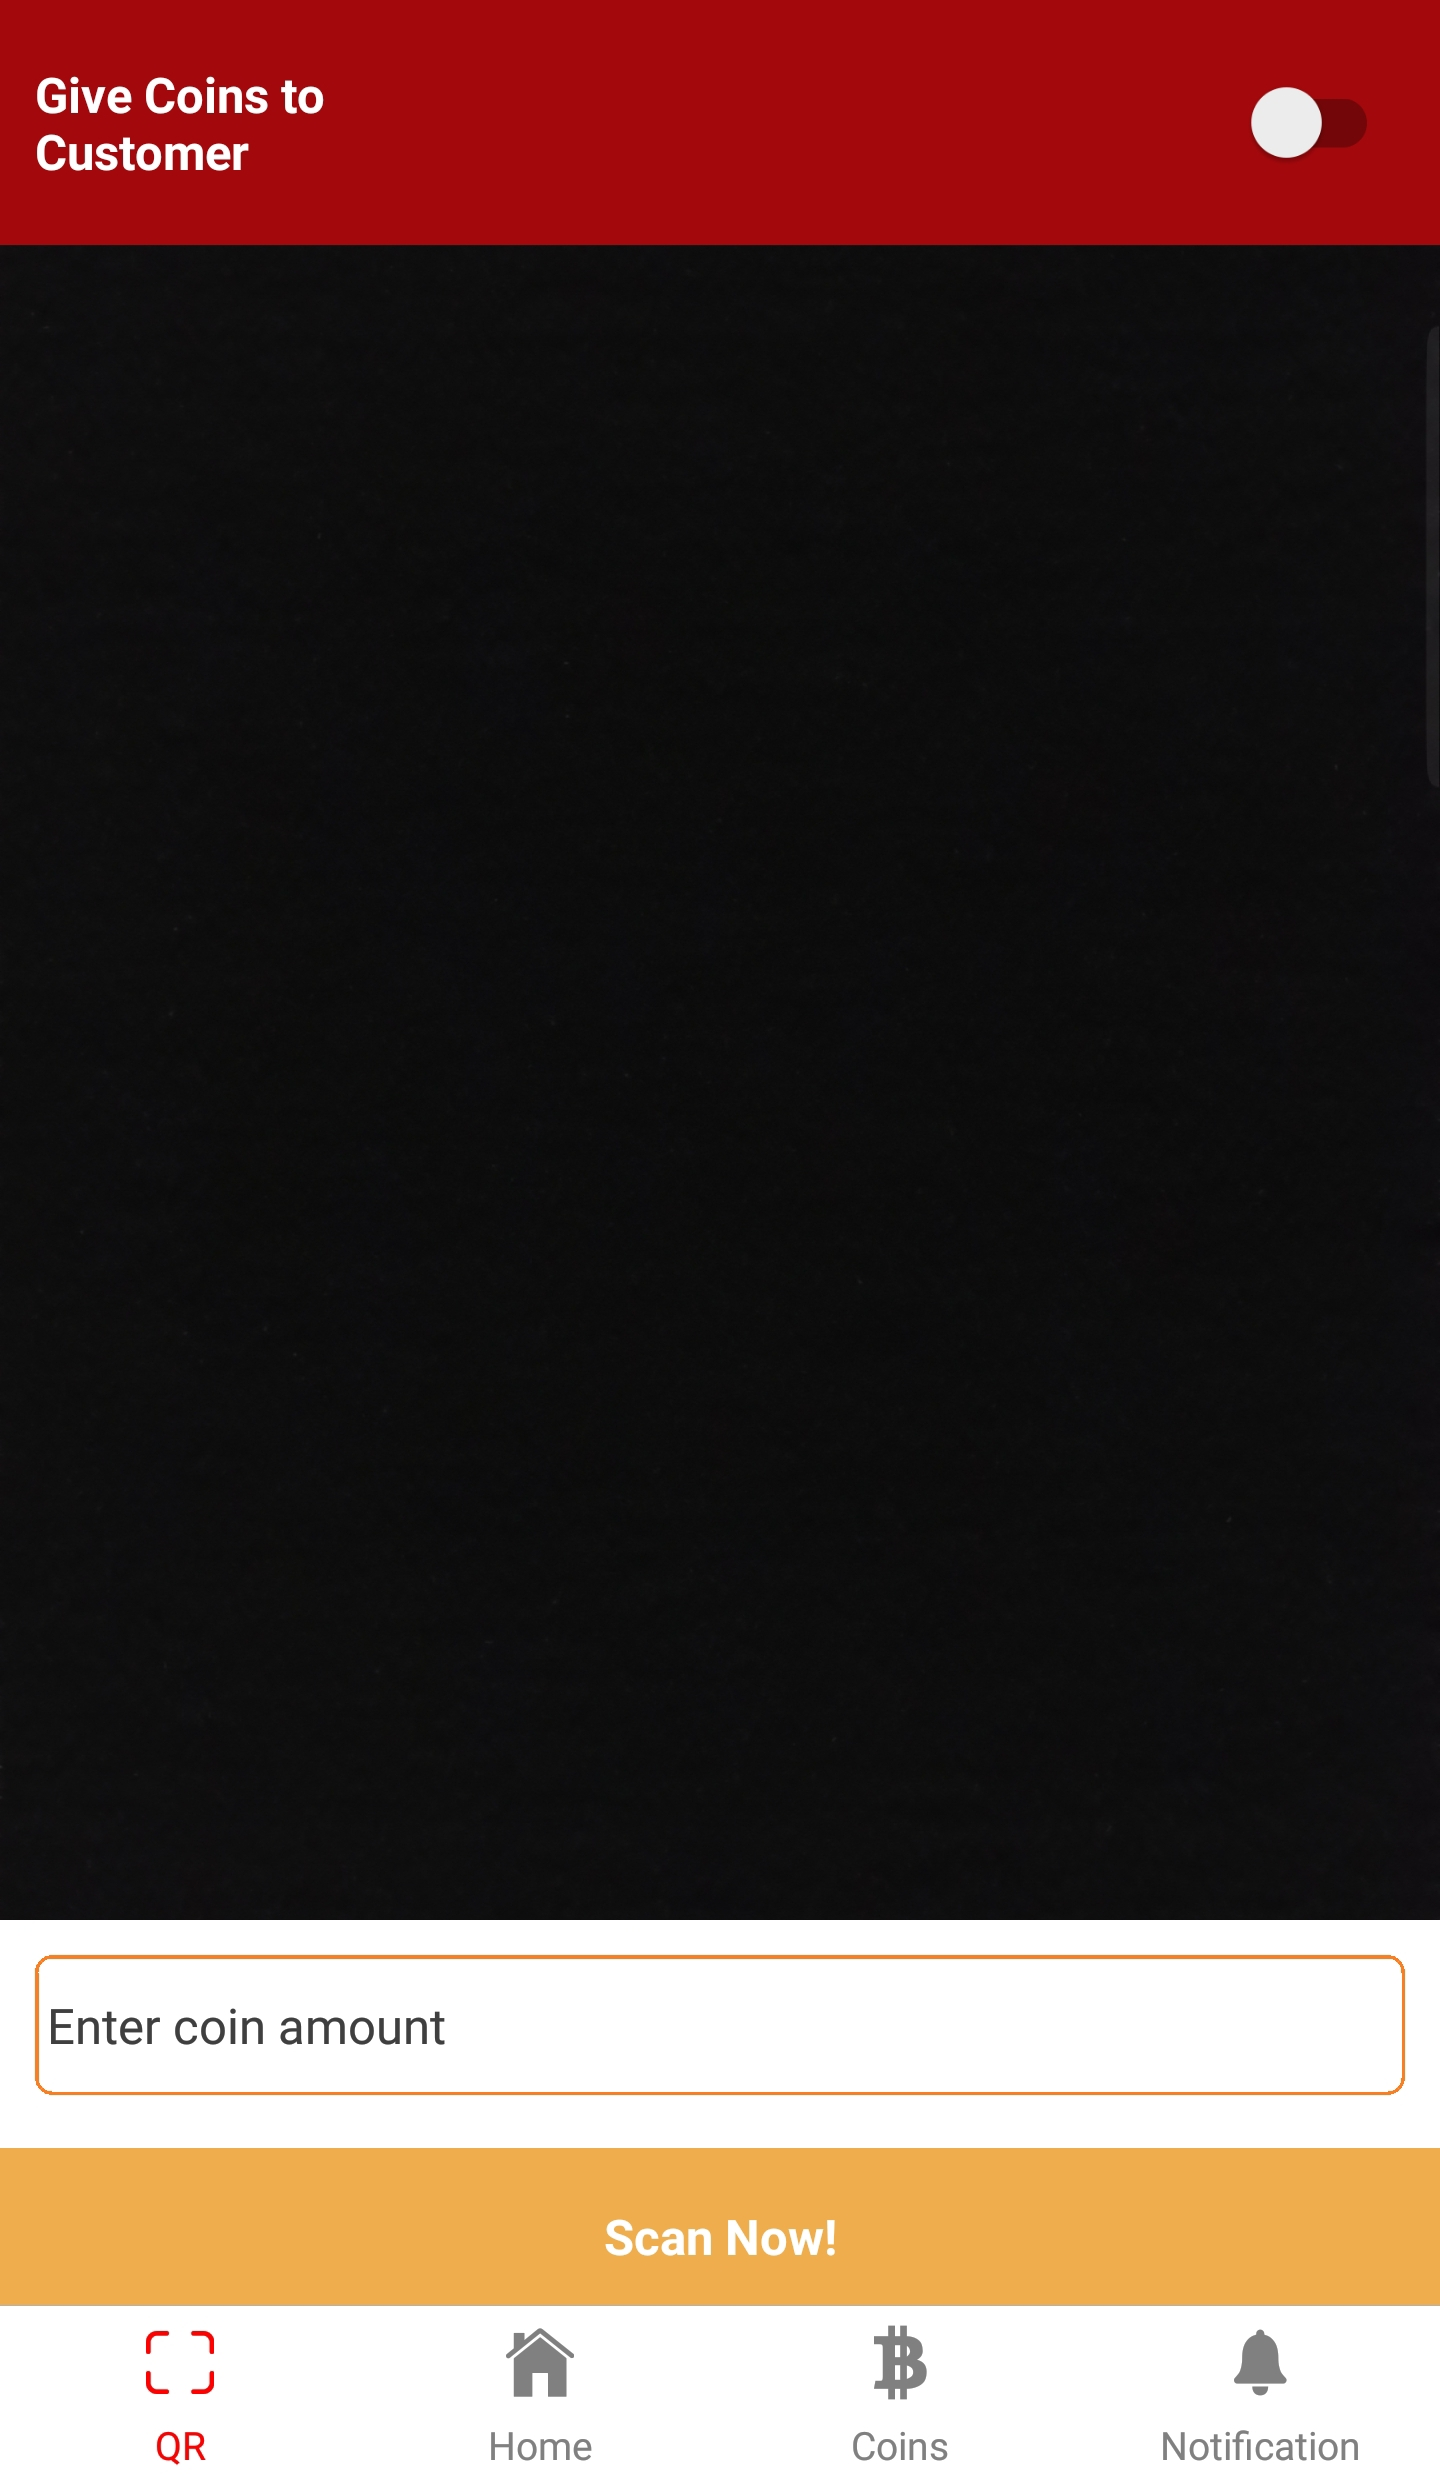 Give Coins to
Customer
Enter coin amount
Scan Now!
QR
Home
Coins
Notification